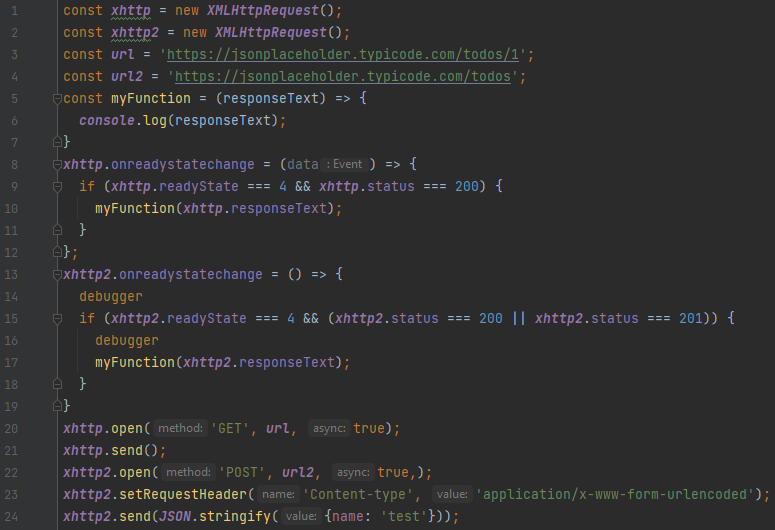 1 const xhttp = new XMLHttpRequest();
2 const xhttp2 = new XMLHttpRequest();
3 const url = 'https://jsonplaceholder.typicode.com/todos/1';
4 const url2 = 'https://jsonplaceholder.typicode.com/todos';
5 const myFunction = (responseText) => {
6 console.log(responseText);
7 }
8 xhttp.onreadystatechange = (data : Event ) => {
9 if (xhttp.readyState === 4 && xhttp.status === 200) {
10 myFunction(xhttp.responseText);
11 }
12 };
13 xhttp2.onreadystatechange = () => {
14 debugger
15 if (xhttp2.readyState === 4 && (xhttp2.status === 200 || xhttp2.status === 201)) {
16 debugger
17 myFunction(xhttp2.responseText);
18 }
19 }
20 xhttp.open( method: 'GET', url, async: true);
21 xhttp.send();
22 xhttp2.open( method: 'POST', url2, async: true,);
23 xhttp2.setRequestHeader( name: 'Content-type', value: 'application/x-www-form-urlencoded');
24 xhttp2.send(JSON.stringify( value: {name: 'test'}));